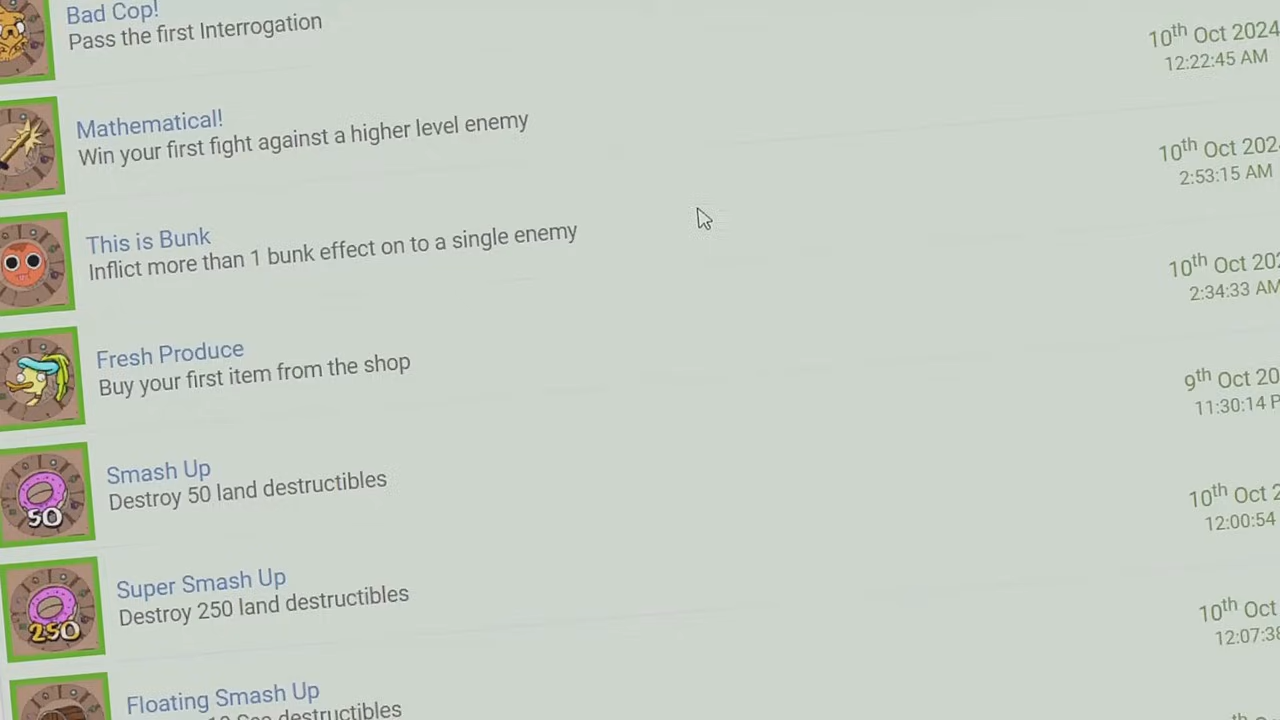 Bad Cop!
Pass the first Interrogation
10th Oct 2024
12:22:45 AM
Mathematical!
Win your first fight against a higher level enemy
10th Oct 202
2:53:15 AM
This is Bunk
Inflict more than 1 bunk effect on to a single enemy
10th Oct 202
2:34:33 AM
Fresh Produce
Buy your first item from the shop
9th Oct 20
11:30:14 P
Smash Up
Destroy 50 land destructibles
10th Oct 2
12:00:54
50
Super Smash Up
Destroy 250 land destructibles
10th Oct
12:07:38
250
Floating Smash Up
destructibles